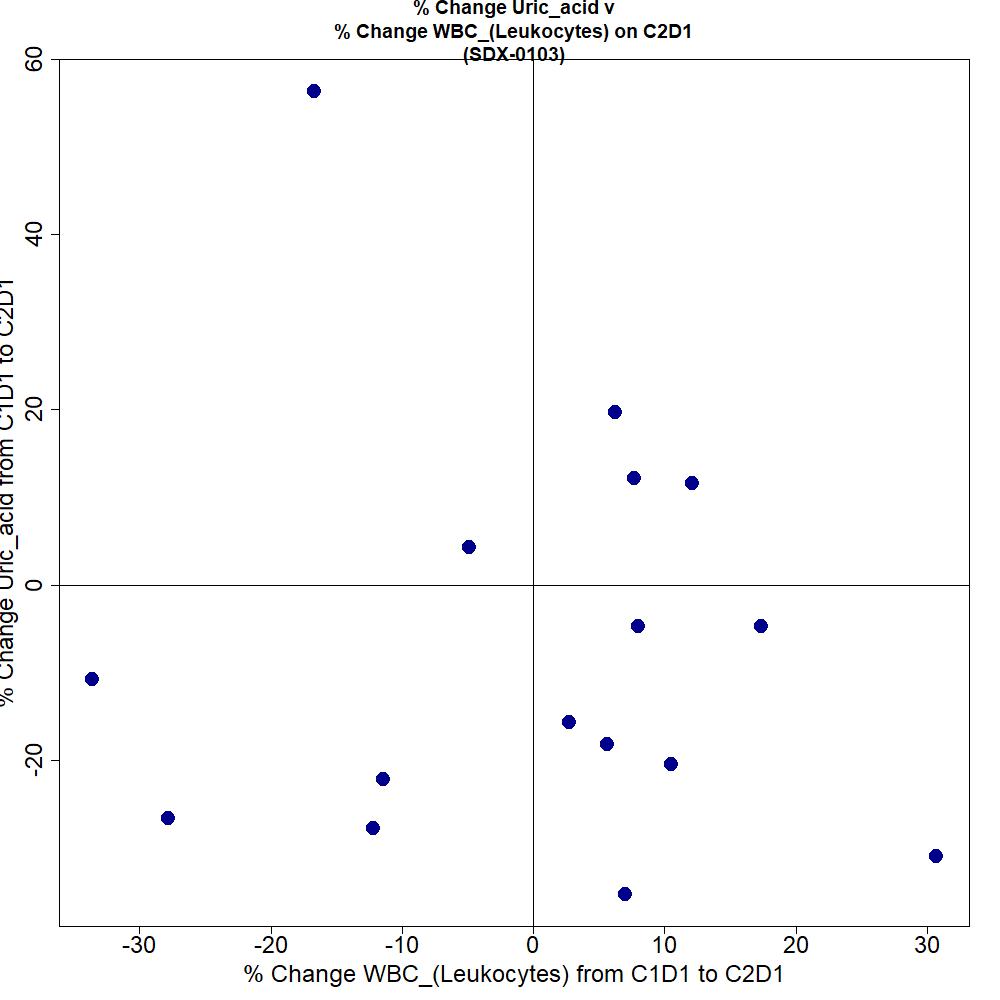 % Change Uric_acid v
% Change WBC_(Leukocytes) on C2D1
(SDX-0103)
% Change Uric_acid from C1D1 to C2D1
60
40
20
0
-20
-30
-20
-10
0
10
20
30
% Change WBC_(Leukocytes) from C1D1 to C2D1